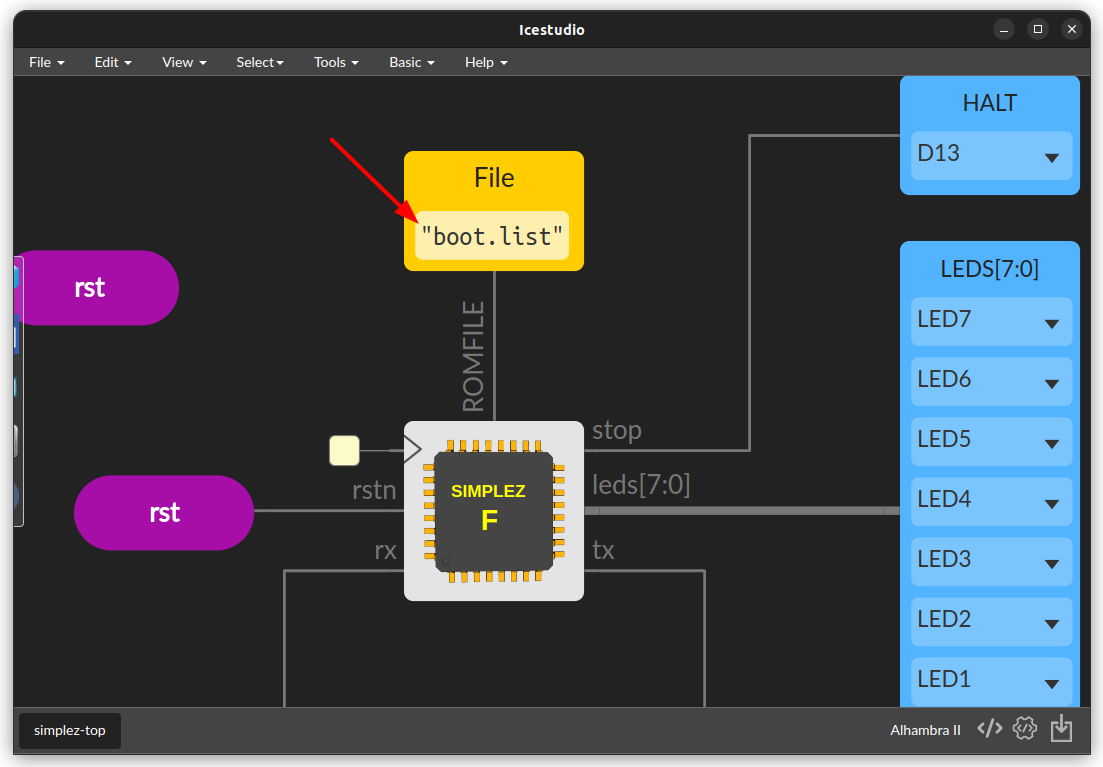 Icestudio
File Edit View Select Tools Basic Help
HALT
D13
File
"boot.list"
rst
LEDS[7:0]
LED7
ROMFILE
LED6
stop
LED5
rstn
leds[7:0]
SIMPLEZ
F
LED4
rst
rx
tx
LED3
LED2
LED1
simplez-top
Alhambra II